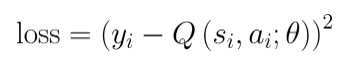 loss = (y_i − Q (s_i, a_i; θ))^2